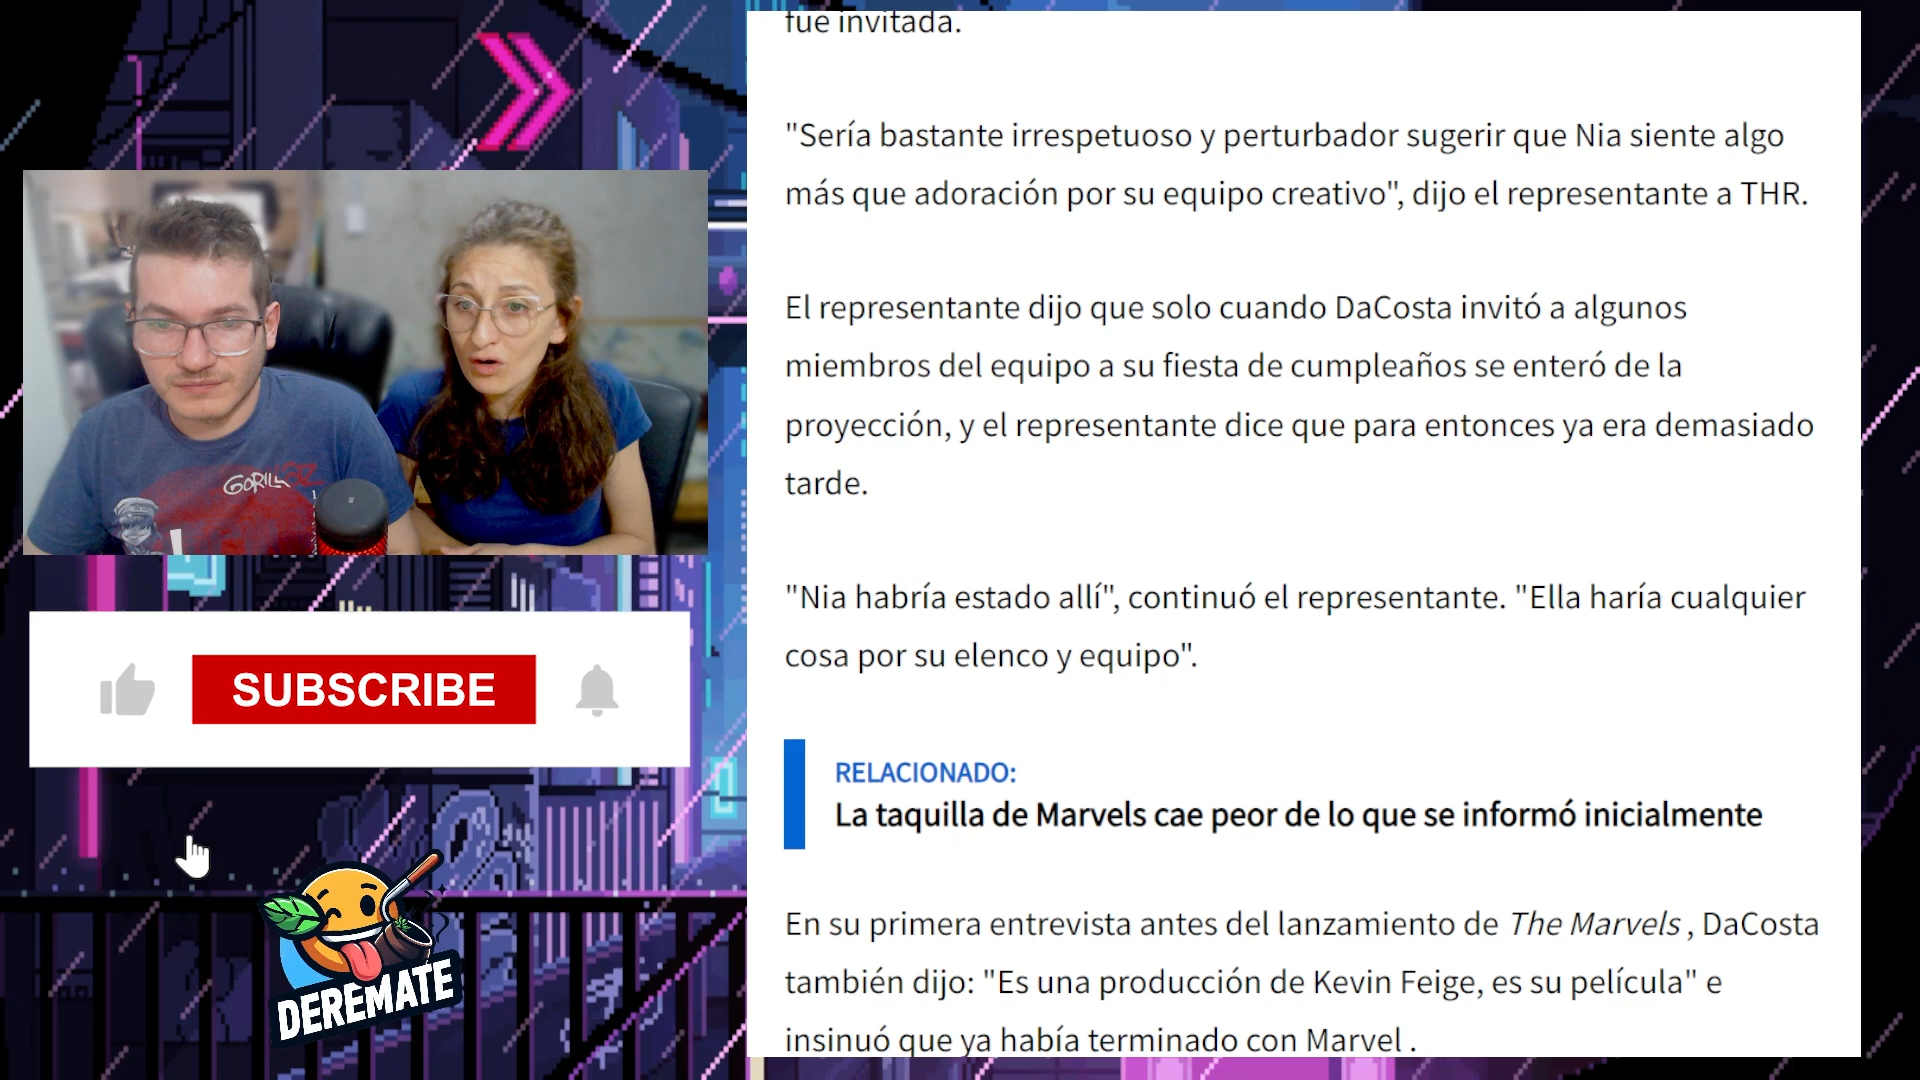 fue invitada.
"Sería bastante irrespetuoso y perturbador sugerir que Nia siente algo
más que adoración por su equipo creativo", dijo el representante a THR.
El representante dijo que solo cuando DaCosta invitó a algunos
miembros del equipo a su fiesta de cumpleaños se enteró de la
proyección, y el representante dice que para entonces ya era demasiado
tarde.
"Nia habría estado allí", continuó el representante. "Ella haría cualquier
cosa por su elenco y equipo".
RELACIONADO:
La taquilla de Marvels cae peor de lo que se informó inicialmente
En su primera entrevista antes del lanzamiento de The Marvels , DaCosta
también dijo: "Es una producción de Kevin Feige, es su película" e
insinuó que ya había terminado con Marvel .
GORILLAZ
SUBSCRIBE
DEREMATE